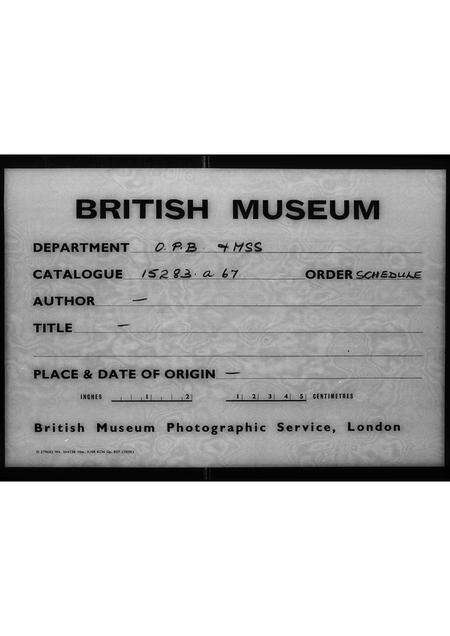 BRITISH MUSEUM
DEPARTMENT O.P.B. & MSS
CATALOGUE 15283.a 67 ORDER SCHEDULE
AUTHOR —
TITLE —
PLACE & DATE OF ORIGIN —
INCHES 1 2 1 2 3 4 5 CENTIMETRES
British Museum Photographic Service, London